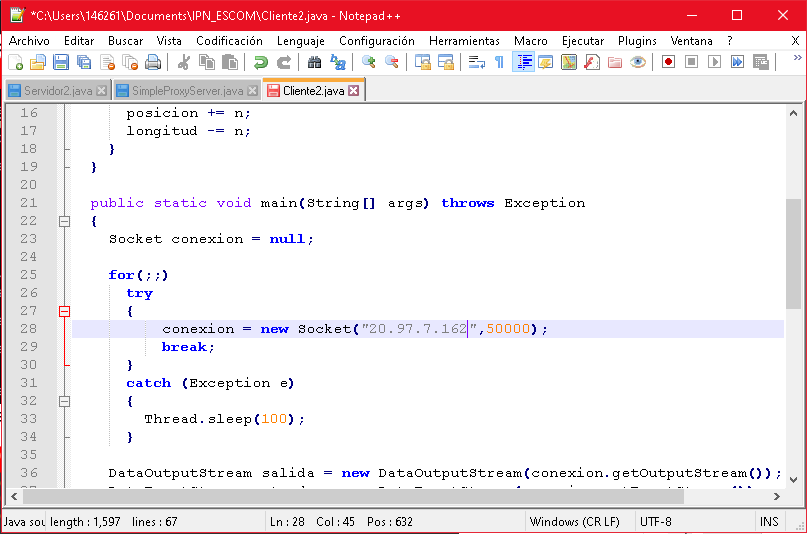 *C:\Users\146261\Documents\IPN_ESCOM\Cliente2.java - Notepad++
Archivo Editar Buscar Vista Codificación Lenguaje Configuración Herramientas Macro Ejecutar Plugins Ventana ? X
Servidor2.java SimpleProxyServer.java Cliente2.java
16 posicion += n;
17 longitud -= n;
18 }
19 }
20
21 public static void main(String[] args) throws Exception
22 {
23 Socket conexion = null;
24
25 for(;;)
26 try
27 {
28 conexion = new Socket("20.97.7.162",50000);
29 break;
30 }
31 catch (Exception e)
32 {
33 Thread.sleep(100);
34 }
35
36 DataOutputStream salida = new DataOutputStream(conexion.getOutputStream());
Java sou length : 1,597 lines : 67 Ln : 28 Col : 45 Pos : 632 Windows (CR LF) UTF-8 INS